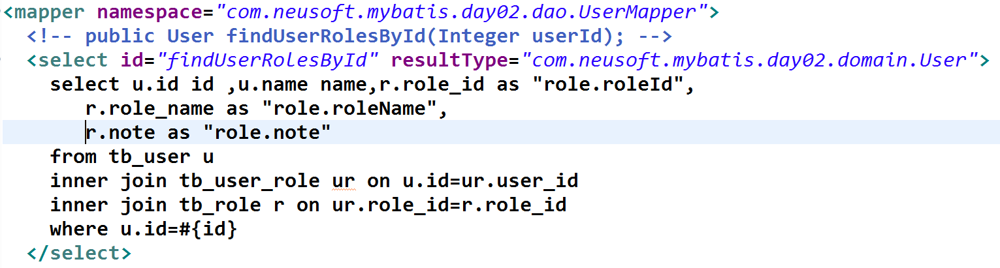 <mapper namespace="com.neusoft.mybatis.day02.dao.UserMapper">
<!-- public User findUserRolesById(Integer userId); -->
<select id="findUserRolesById" resultType="com.neusoft.mybatis.day02.domain.User">
select u.id id ,u.name name,r.role_id as "role.roleId",
r.role_name as "role.roleName",
r.note as "role.note"
from tb_user u
inner join tb_user_role ur on u.id=ur.user_id
inner join tb_role r on ur.role_id=r.role_id
where u.id=#{id}
</select>